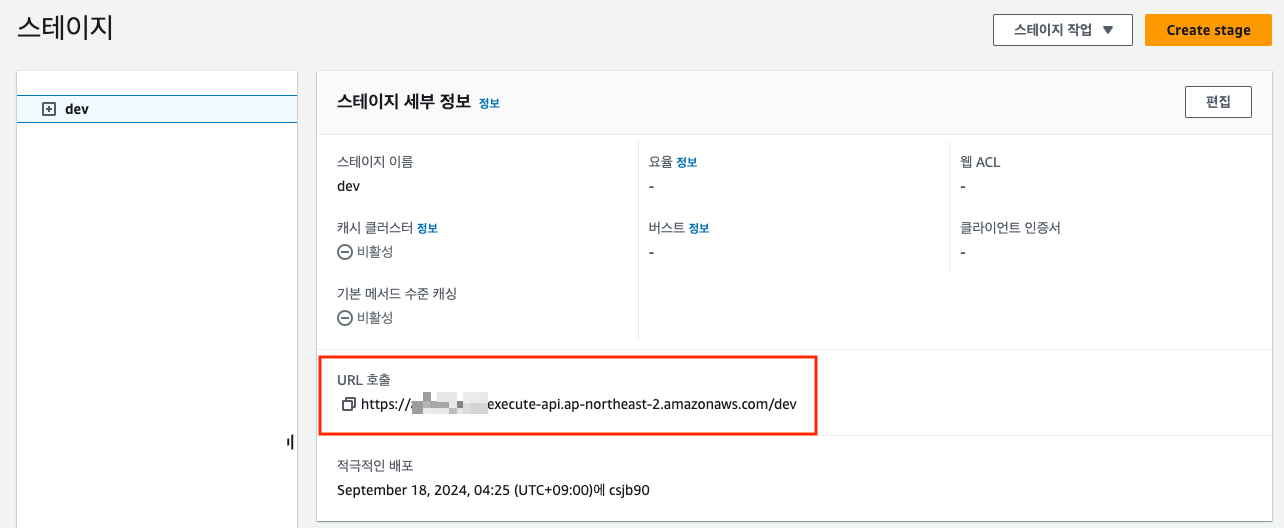 스테이지
스테이지 작업
Create stage
dev
스테이지 세부 정보 정보
편집
스테이지 이름
dev
요율 정보
-
웹 ACL
-
캐시 클러스터 정보
비활성
버스트 정보
-
클라이언트 인증서
-
기본 메서드 수준 캐싱
비활성
URL 호출
https:// execute-api.ap-northeast-2.amazonaws.com/dev
적극적인 배포
September 18, 2024, 04:25 (UTC+09:00)에 csjb90